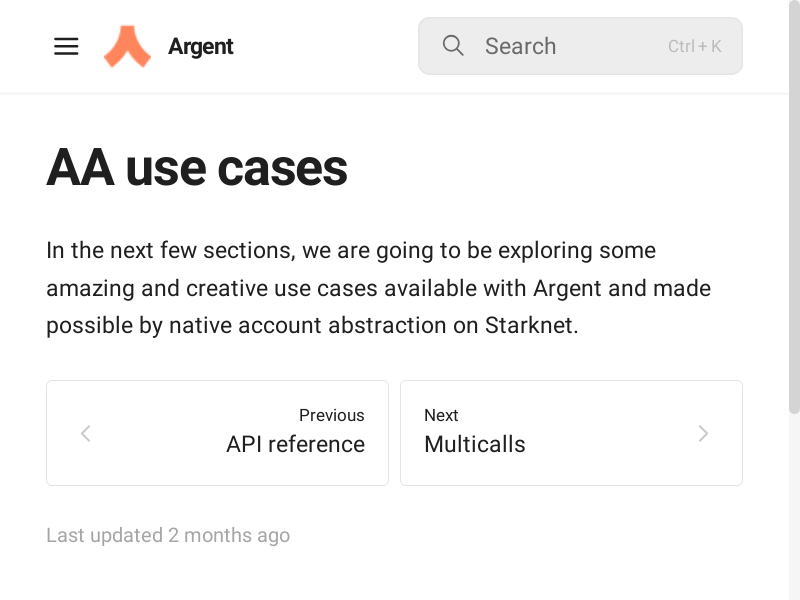 Argent
Search
Ctrl + K
AA use cases
In the next few sections, we are going to be exploring some
amazing and creative use cases available with Argent and made
possible by native account abstraction on Starknet.
Previous
API reference
Next
Multicalls
Last updated 2 months ago